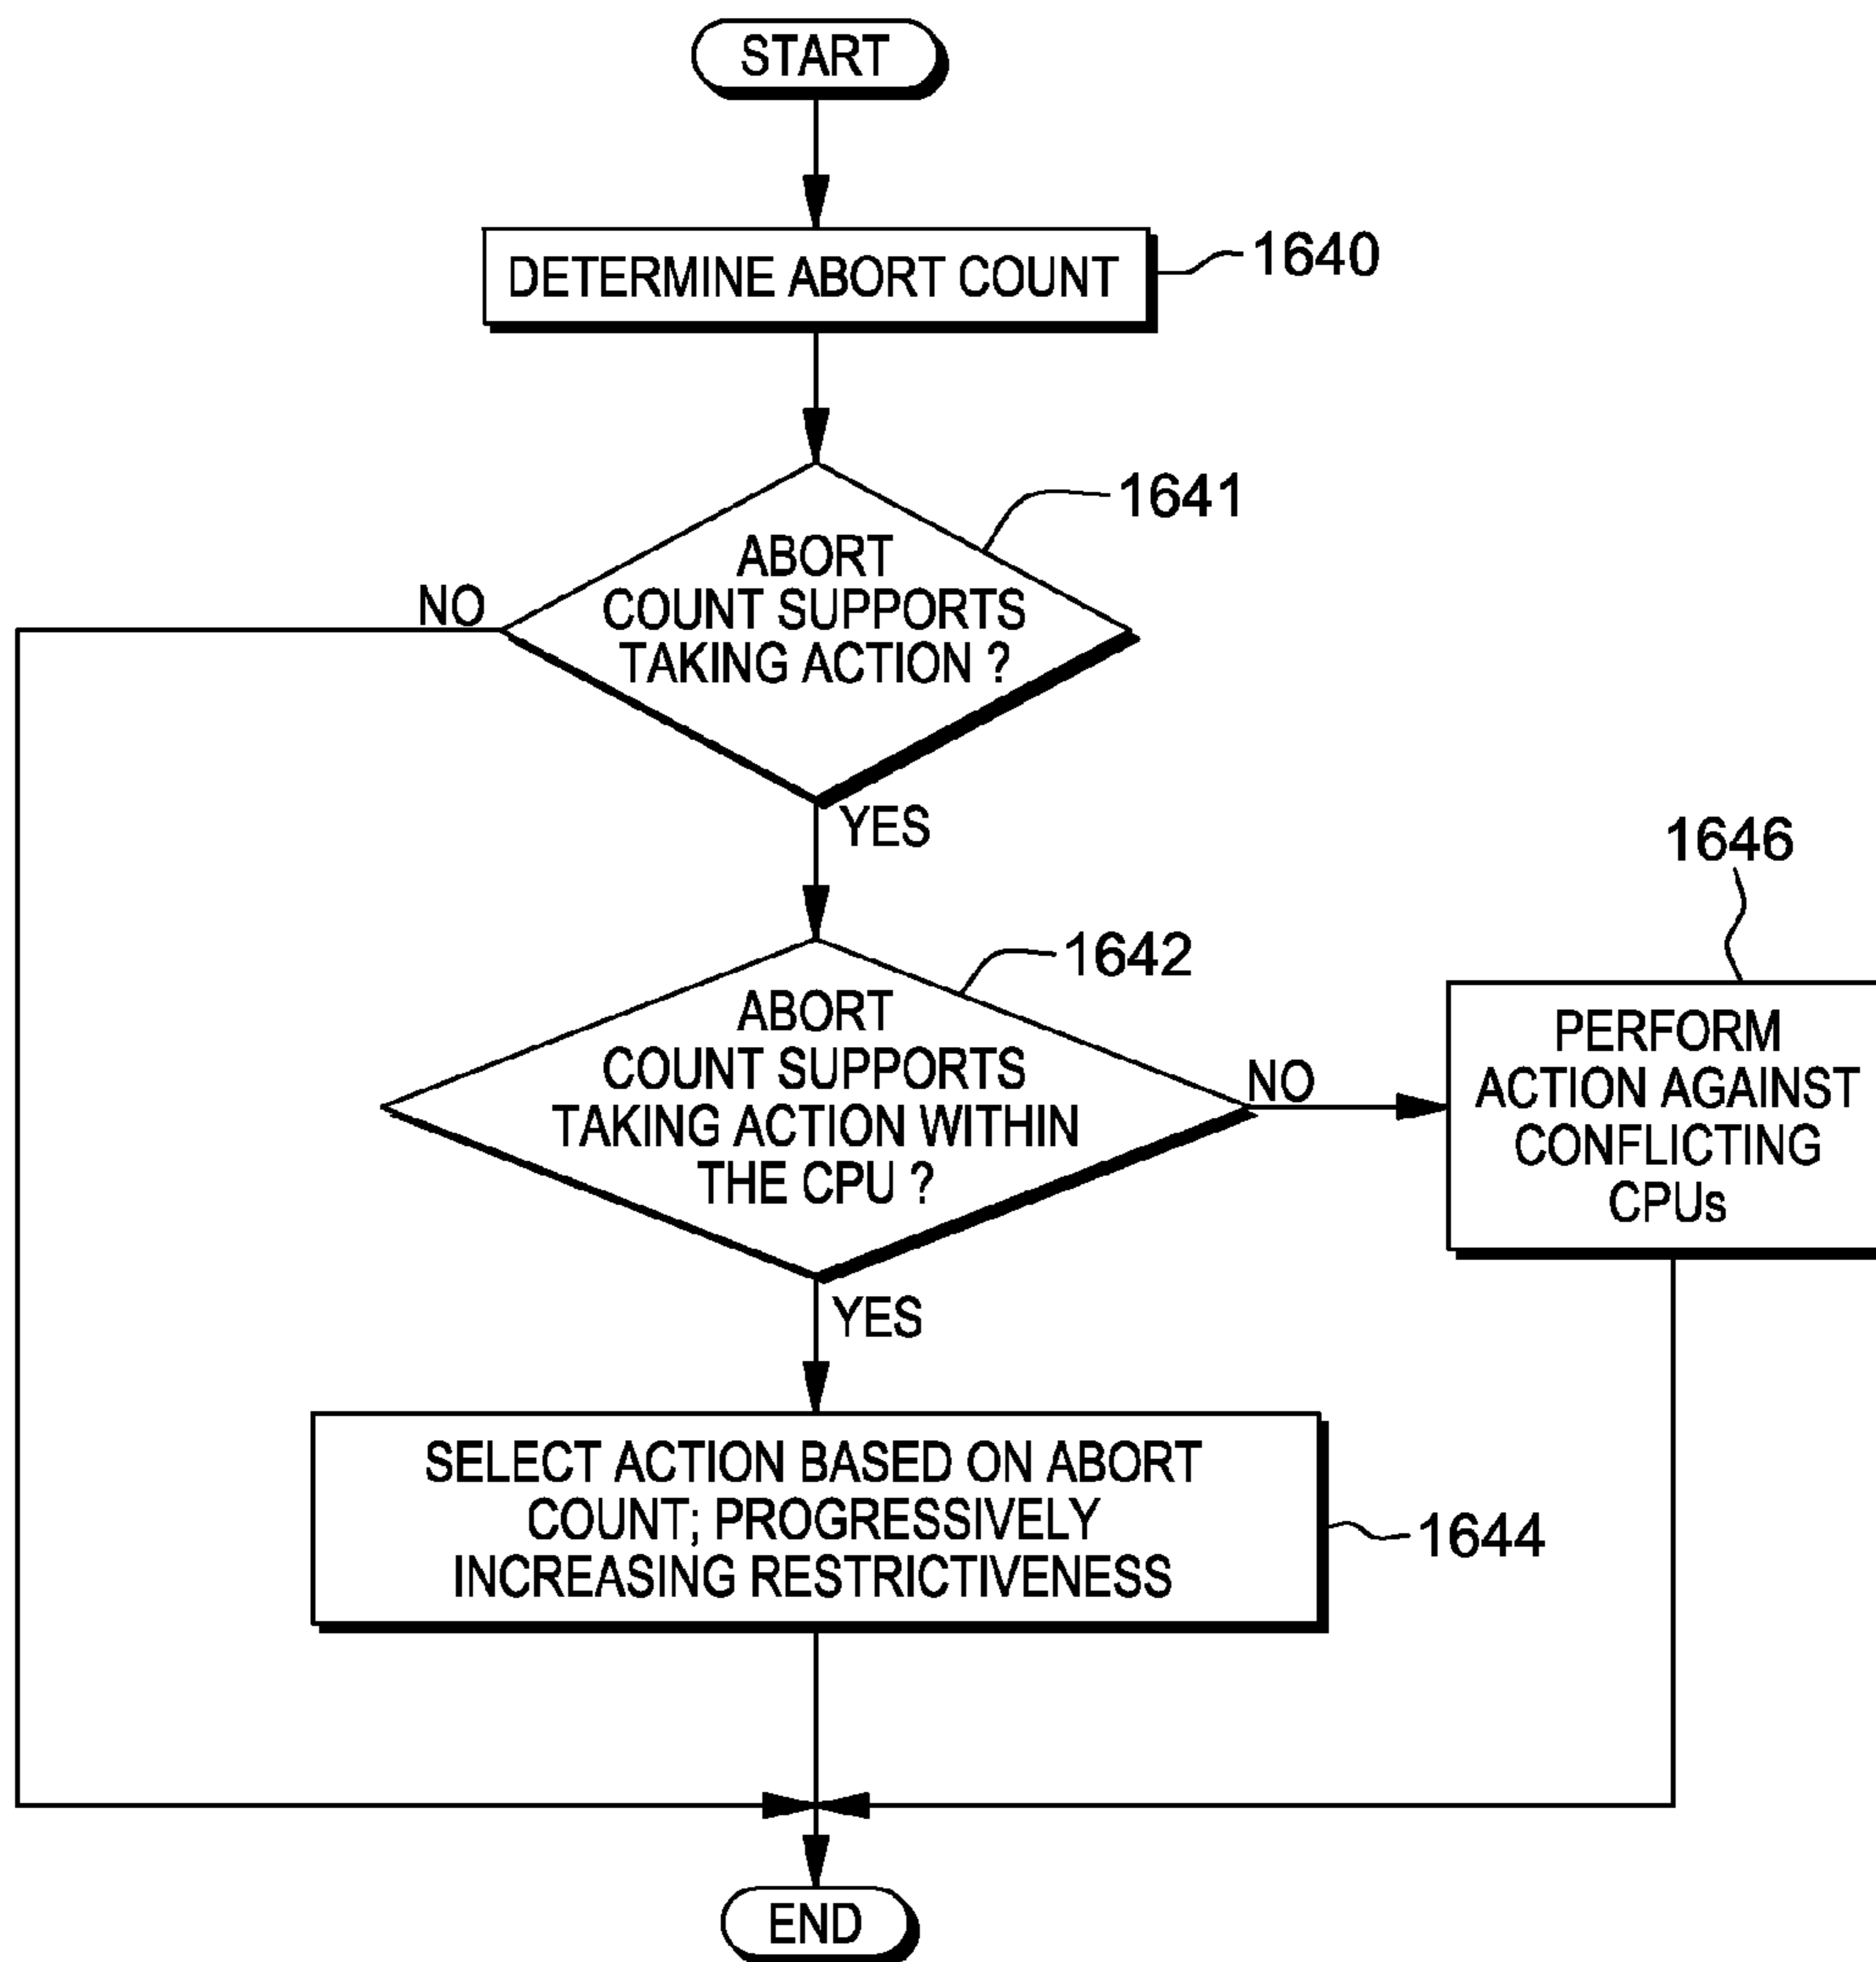 START
DETERMINE ABORT COUNT
1640
1641
ABORT
COUNT SUPPORTS
TAKING ACTION ?
NO
YES
1642
ABORT
COUNT SUPPORTS
TAKING ACTION WITHIN
THE CPU ?
NO
1646
PERFORM
ACTION AGAINST
CONFLICTING
CPUs
YES
SELECT ACTION BASED ON ABORT
COUNT; PROGRESSIVELY
INCREASING RESTRICTIVENESS
1644
END